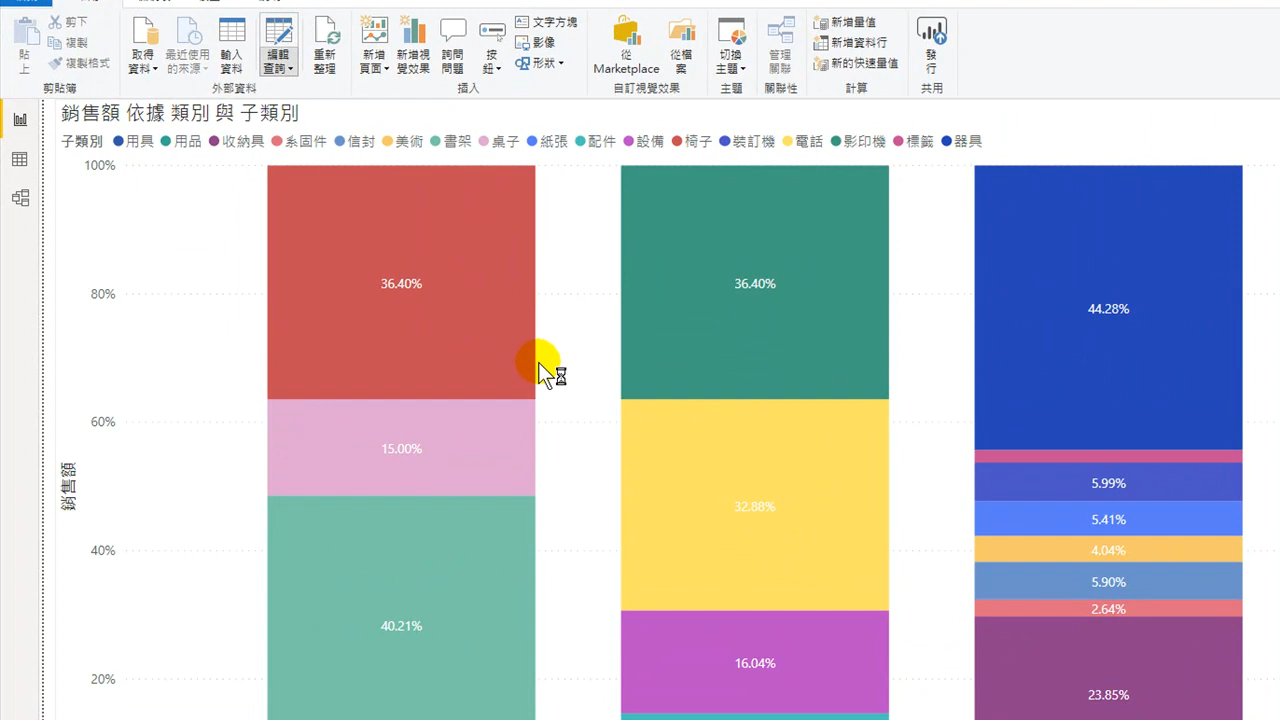 剪下
複製
複製格式
貼上
剪貼簿
取得資料
最近使用的來源
輸入資料
編輯查詢
重新整理
外部資料
新增頁面
新增視覺效果
詢問問題
按鈕
文字方塊
影像
形狀
插入
從 Marketplace
從檔案
自訂視覺效果
切換主題
主題
管理關聯
關聯性
新增量值
新增資料行
新的快速量值
計算
發行
共用
銷售額 依據 類別 與 子類別
子類別 用具 用品 收納具 系固件 信封 美術 書架 桌子 紙張 配件 設備 椅子 裝訂機 電話 影印機 標籤 器具
100%
80%
60%
40%
20%
銷售額
36.40%
15.00%
40.21%
36.40%
32.88%
16.04%
44.28%
5.99%
5.41%
4.04%
5.90%
2.64%
23.85%